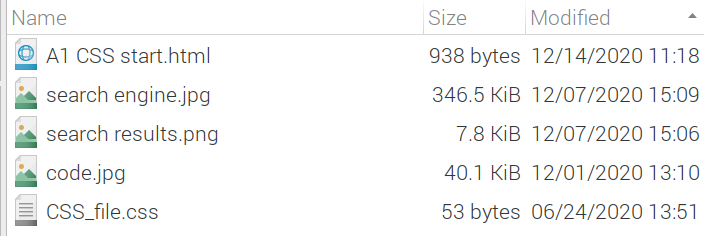 Name Size Modified
A1 CSS start.html 938 bytes 12/14/2020 11:18
search engine.jpg 346.5 KiB 12/07/2020 15:09
search results.png 7.8 KiB 12/07/2020 15:06
code.jpg 40.1 KiB 12/01/2020 13:10
CSS_file.css 53 bytes 06/24/2020 13:51